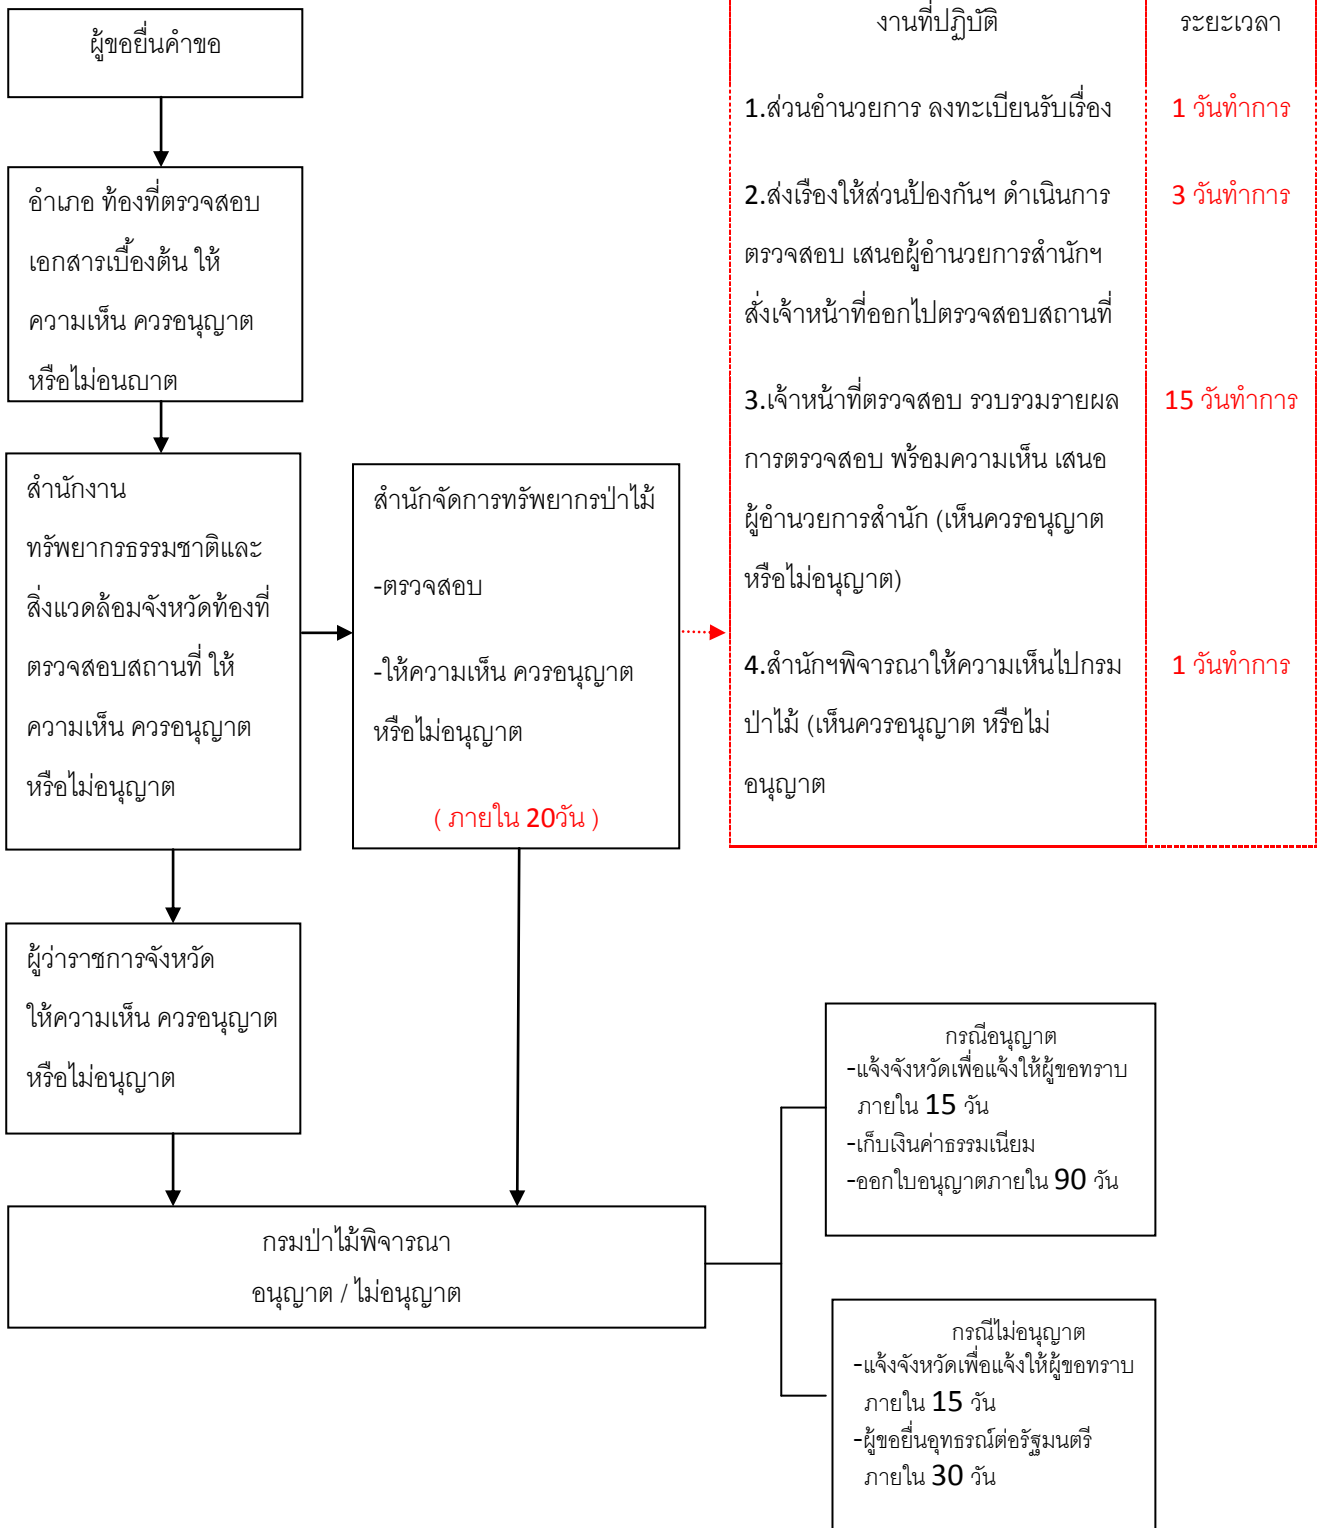 ผู้ขอยื่นคำขอ
อำเภอ ท้องที่ตรวจสอบ
เอกสารเบื้องต้น ให้
ความเห็น ควรอนุญาต
หรือไม่อนญาต
สำนักงาน
ทรัพยากรธรรมชาติและ
สิ่งแวดล้อมจังหวัดท้องที่
ตรวจสอบสถานที่ ให้
ความเห็น ควรอนุญาต
หรือไม่อนุญาต
สำนักจัดการทรัพยากรป่าไม้
-ตรวจสอบ
-ให้ความเห็น ควรอนุญาต
หรือไม่อนุญาต
( ภายใน 20วัน )
งานที่ปฏิบัติ ระยะเวลา
1.ส่วนอำนวยการ ลงทะเบียนรับเรื่อง 1 วันทำการ
2.ส่งเรื่องให้ส่วนป้องกันฯ ดำเนินการ 3 วันทำการ
ตรวจสอบ เสนอผู้อำนวยการสำนักฯ
สั่งเจ้าหน้าที่ออกไปตรวจสอบสถานที่
3.เจ้าหน้าที่ตรวจสอบ รวบรวมรายผล 15 วันทำการ
การตรวจสอบ พร้อมความเห็น เสนอ
ผู้อำนวยการสำนัก (เห็นควรอนุญาต
หรือไม่อนุญาต)
4.สำนักฯพิจารณาให้ความเห็นไปกรม 1 วันทำการ
ป่าไม้ (เห็นควรอนุญาต หรือไม่
อนุญาต
ผู้ว่าราชการจังหวัด
ให้ความเห็น ควรอนุญาต
หรือไม่อนุญาต
กรมป่าไม้พิจารณา
อนุญาต / ไม่อนุญาต
กรณีอนุญาต
-แจ้งจังหวัดเพื่อแจ้งให้ผู้ขอทราบ
ภายใน 15 วัน
-เก็บเงินค่าธรรมเนียม
-ออกใบอนุญาตภายใน 90 วัน
กรณีไม่อนุญาต
-แจ้งจังหวัดเพื่อแจ้งให้ผู้ขอทราบ
ภายใน 15 วัน
-ผู้ขอยื่นอุทธรณ์ต่อรัฐมนตรี
ภายใน 30 วัน